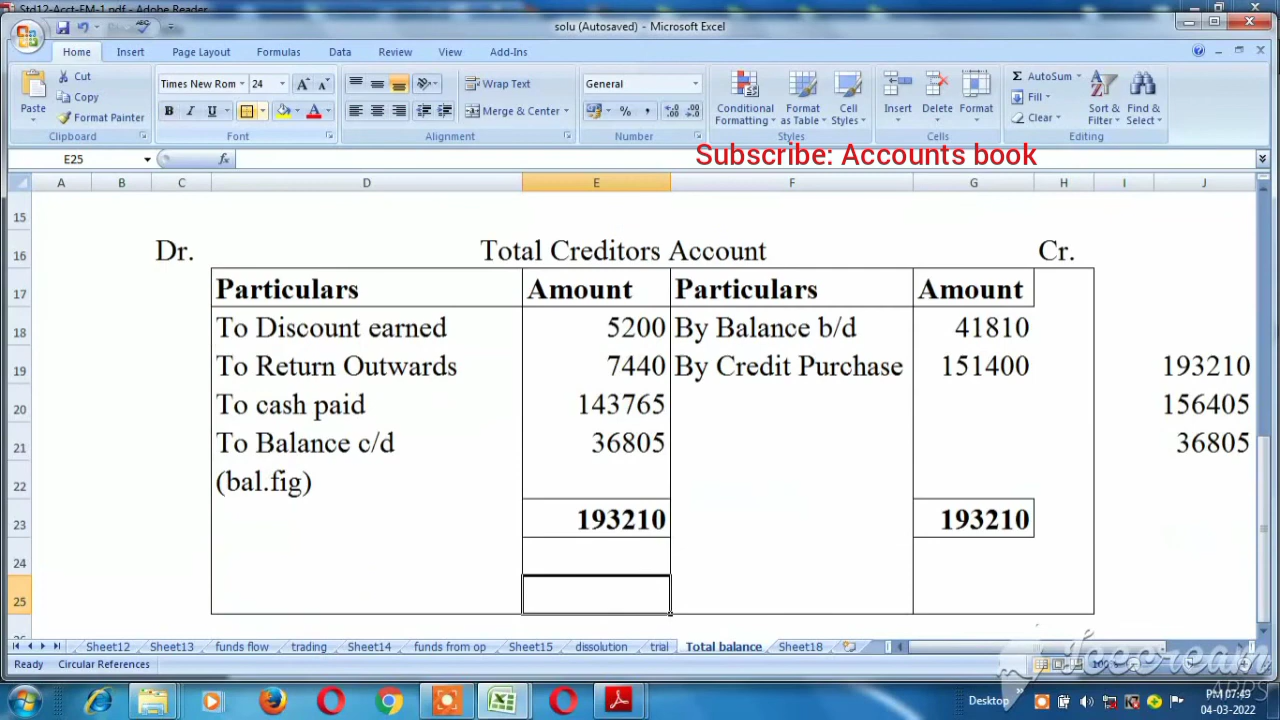 Std12-Acct-EM-1.pdf - Adobe Reader
solu (Autosaved) - Microsoft Excel
Home Insert Page Layout Formulas Data Review View Add-Ins
Paste
Cut
Copy
Format Painter
Clipboard
Times New Rom 24
B I U
Font
Wrap Text
Merge & Center
Alignment
General
Number
Conditional Formatting
Format as Table
Cell Styles
Styles
Insert Delete Format
Cells
AutoSum
Fill
Clear
Sort & Filter
Find & Select
Editing
E25 fx
Subscribe: Accounts book
A B C D E F G H I J
15
16 Dr. Total Creditors Account Cr.
17 Particulars Amount Particulars Amount
18 To Discount earned 5200 By Balance b/d 41810
19 To Return Outwards 7440 By Credit Purchase 151400 193210
20 To cash paid 143765 156405
21 To Balance c/d 36805 36805
22 (bal.fig)
23 193210 193210
24
25
Sheet12 Sheet13 funds flow trading Sheet14 funds from op Sheet15 dissolution trial Total balance Sheet18
Ready Circular References 100%
Icecream
APPS
Desktop PM 07:49
04-03-2022